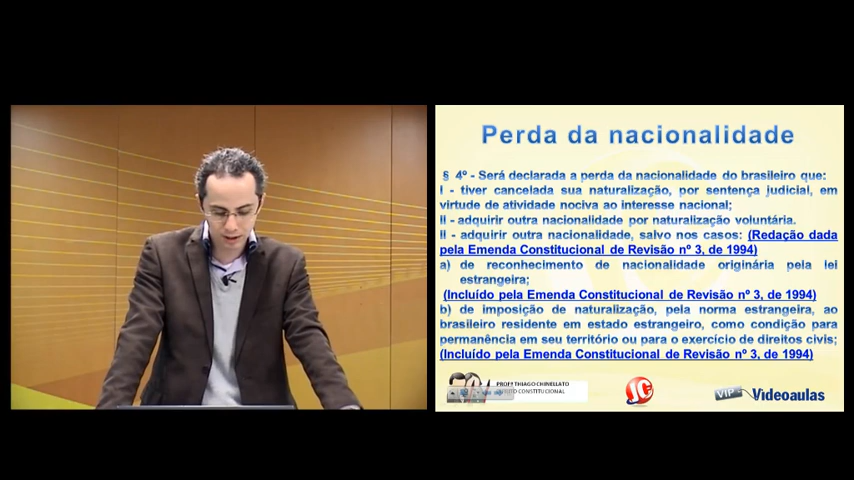 Perda da nacionalidade
§ 4º - Será declarada a perda da nacionalidade do brasileiro que:
I - tiver cancelada sua naturalização, por sentença judicial, em
virtude de atividade nociva ao interesse nacional;
II - adquirir outra nacionalidade por naturalização voluntária.
II - adquirir outra nacionalidade, salvo nos casos: (Redação dada
pela Emenda Constitucional de Revisão nº 3, de 1994)
a) de reconhecimento de nacionalidade originária pela lei
estrangeira;
(Incluído pela Emenda Constitucional de Revisão nº 3, de 1994)
b) de imposição de naturalização, pela norma estrangeira, ao
brasileiro residente em estado estrangeiro, como condição para
permanência em seu território ou para o exercício de direitos civis;
(Incluído pela Emenda Constitucional de Revisão nº 3, de 1994)
THIAGO CHINELLATO
CONSTITUCIONAL
JC
VIP Videoaulas